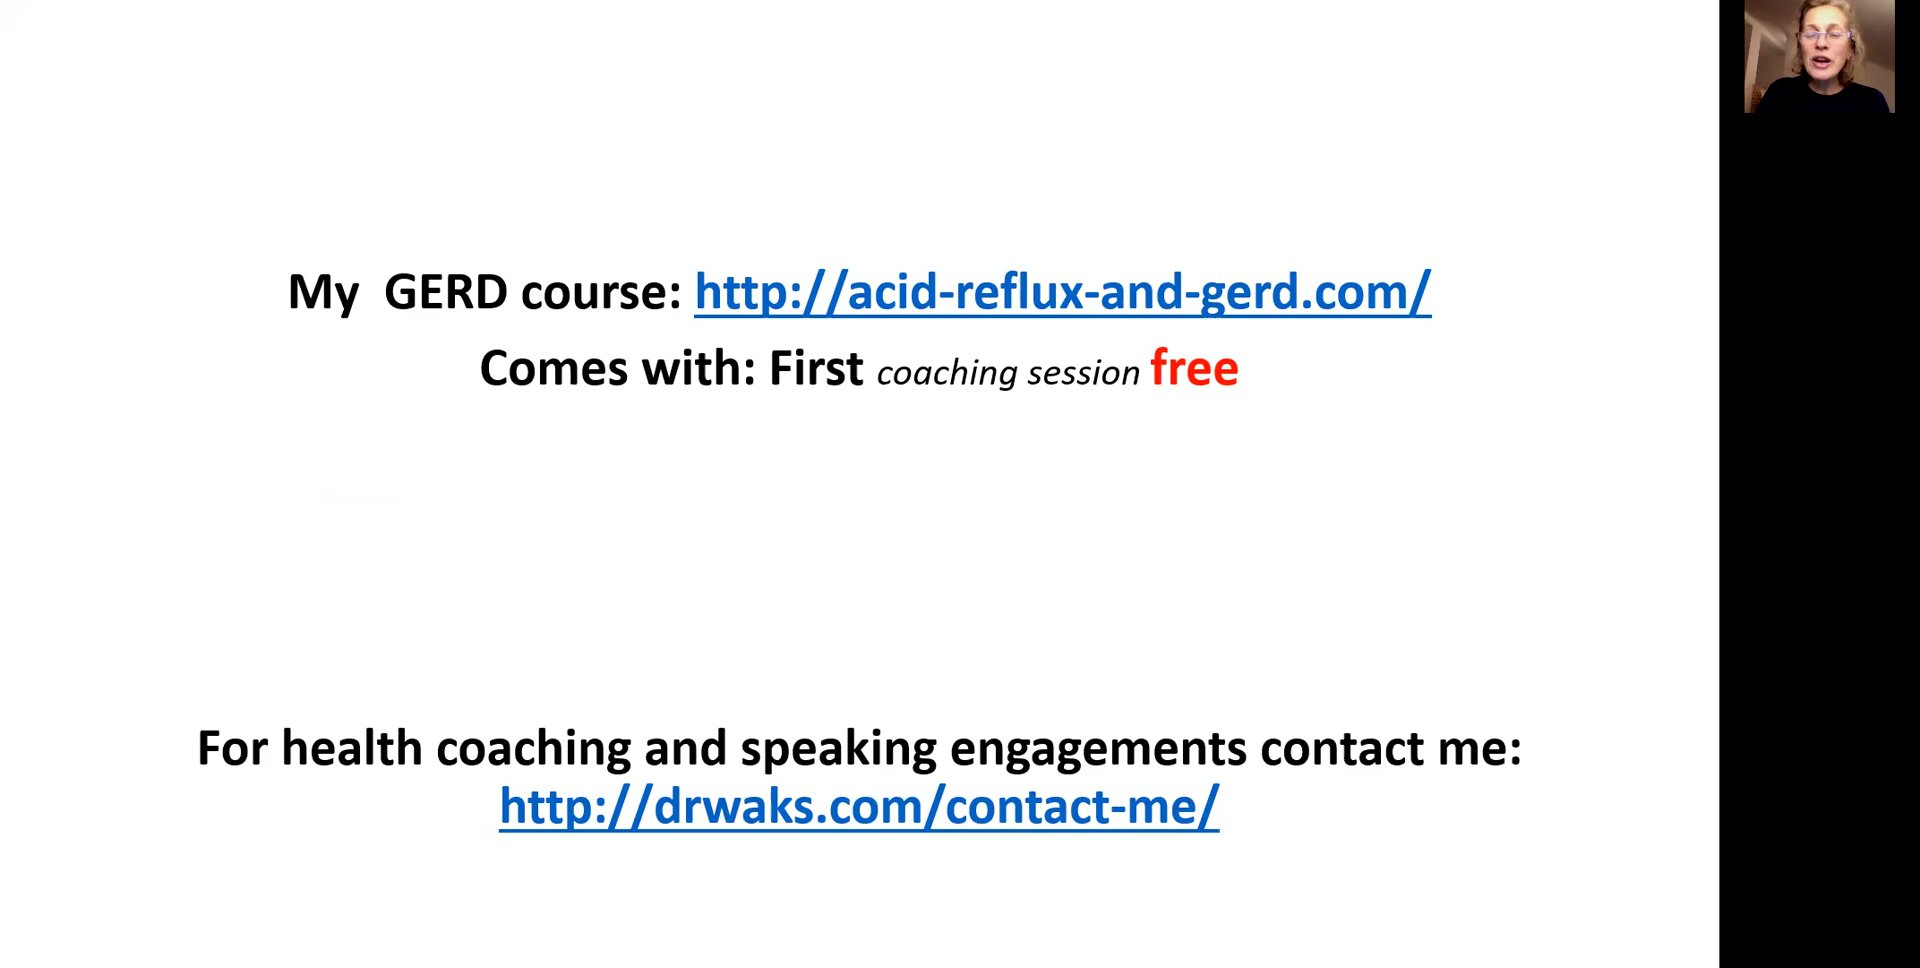 My  GERD course: http://acid-reflux-and-gerd.com/
Comes with: First coaching session free
For health coaching and speaking engagements contact me:
http://drwaks.com/contact-me/